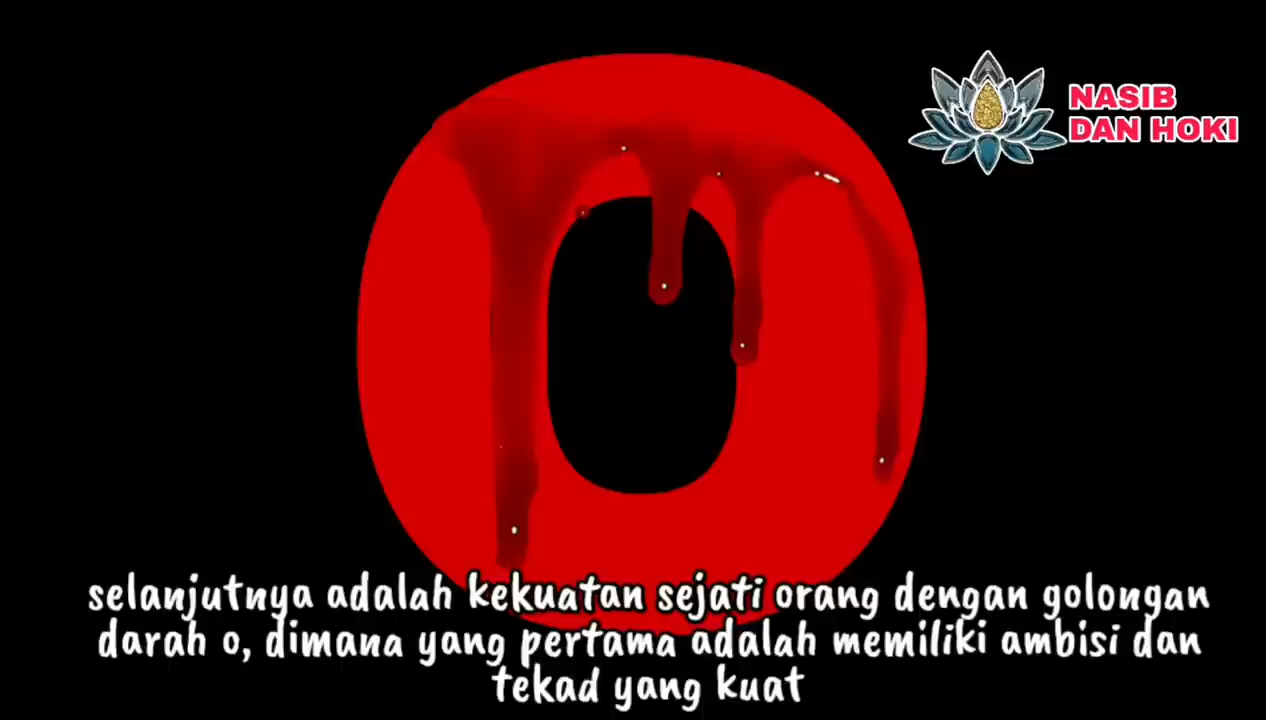 O
NASIB
DAN HOKI
selanjutnya adalah kekuatan sejati orang dengan golongan
darah o, dimana yang pertama adalah memiliki ambisi dan
tekad yang kuat